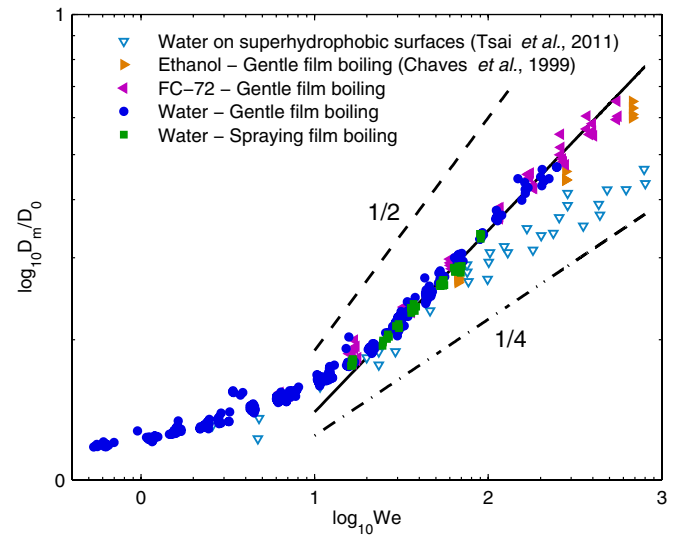 1
Water on superhydrophobic surfaces (Tsai et al., 2011)
Ethanol − Gentle film boiling (Chaves et al., 1999)
FC−72 − Gentle film boiling
Water − Gentle film boiling
Water − Spraying film boiling
1/2
log10Dm/D0
1/4
0
0 1 2 3
log10We